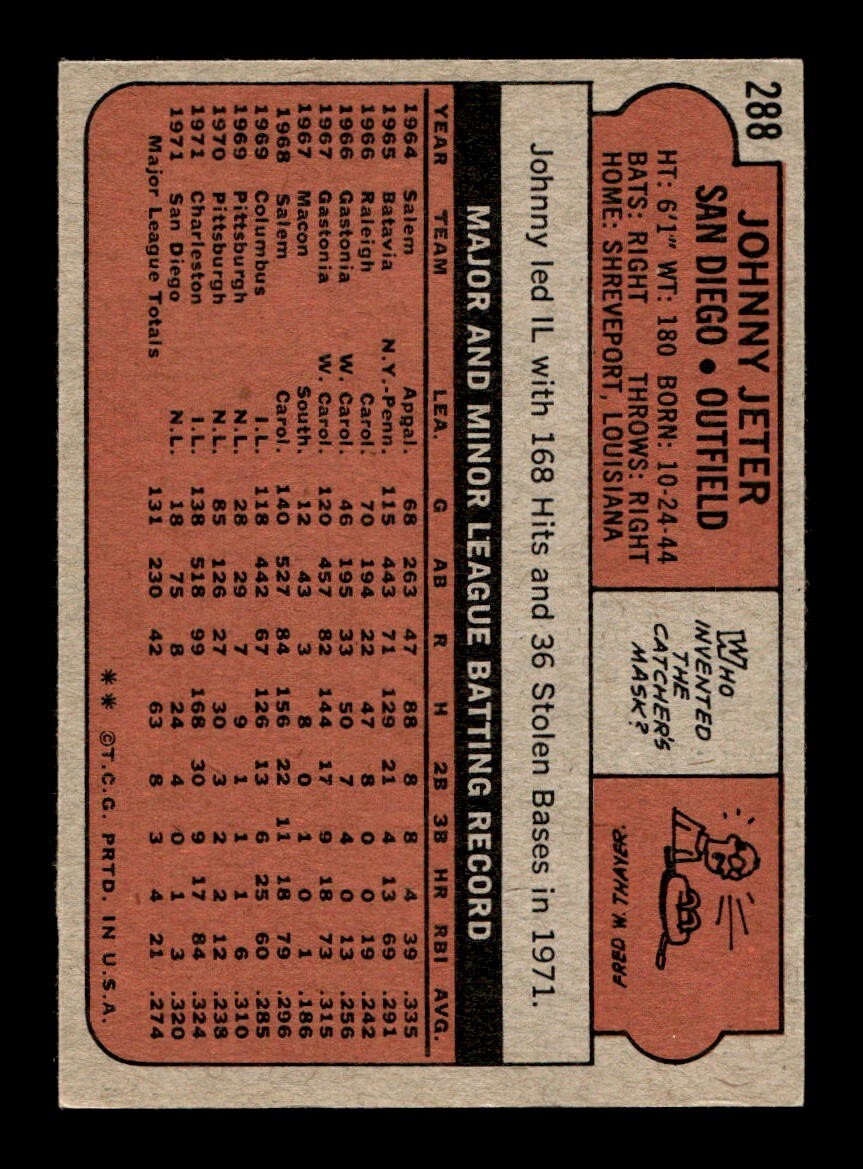 288
JOHNNY JETER
SAN DIEGO • OUTFIELD
HT: 6'1" WT: 180 BORN: 10-24-44
BATS: RIGHT THROWS: RIGHT
HOME: SHREVEPORT, LOUISIANA
WHO
INVENTED
THE
CATCHER'S
MASK?
FRED W. THAYER.
Johnny led IL with 168 Hits and 36 Stolen Bases in 1971.
MAJOR AND MINOR LEAGUE BATTING RECORD
YEAR TEAM LEA. G AB R H 2B 3B HR RBI AVG.
1964 Salem Appal. 68 263 47 88 8 8 4 39 .335
1965 Batavia N.Y.-Penn. 115 443 71 129 21 4 13 69 .291
1966 Raleigh Carol. 70 194 22 47 8 0 0 19 .242
1966 Gastonia W. Carol. 46 195 33 50 7 4 0 13 .256
1967 Gastonia W. Carol. 120 457 82 144 17 9 18 73 .315
1967 Macon South. 12 43 3 8 0 1 0 1 .186
1968 Salem Carol. 140 527 84 156 22 11 18 79 .296
1969 Columbus I.L. 118 442 67 126 13 6 25 60 .285
1969 Pittsburgh N.L. 28 29 7 9 1 1 1 6 .310
1970 Pittsburgh N.L. 85 126 27 30 3 2 2 12 .238
1971 Charleston I.L. 138 518 99 168 30 9 17 84 .324
1971 San Diego N.L. 18 75 8 24 4 0 1 3 .320
Major League Totals 131 230 42 63 8 3 4 21 .274
** ©T.C.G. PRTD. IN U.S.A.